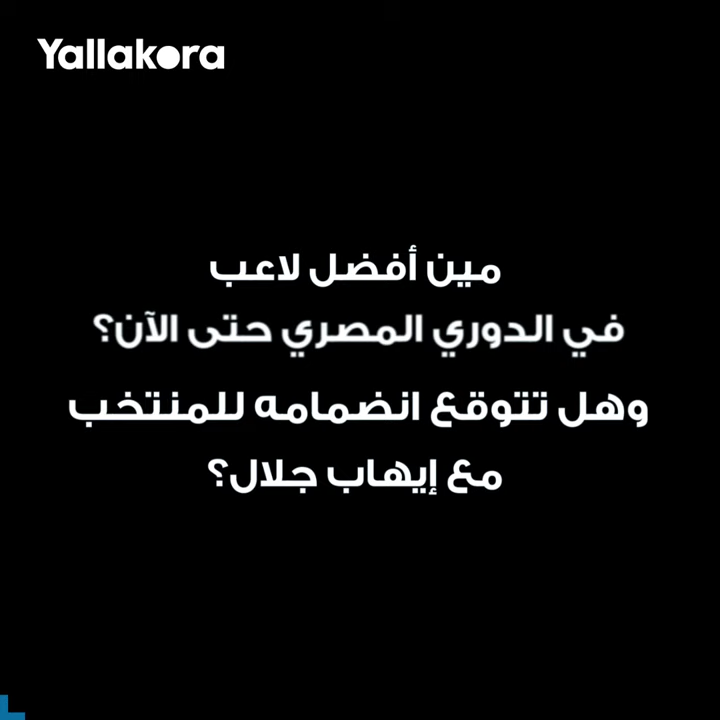 Yallakora
مين أفضل لاعب
في الدوري المصري حتى الآن؟
وهل تتوقع انضمامه للمنتخب
مع إيهاب جلال؟